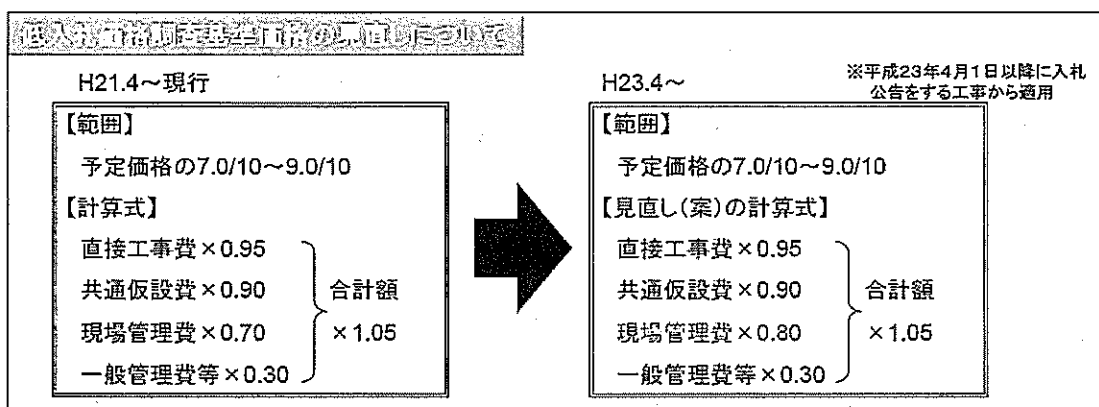 低入札価格調査基準価格の見直しについて
H21.4～現行
【範囲】
予定価格の7.0/10～9.0/10
【計算式】
直接工事費×0.95
共通仮設費×0.90
現場管理費×0.70
一般管理費等×0.30
合計額
×1.05
H23.4～
※平成23年4月1日以降に入札
公告をする工事から適用
【範囲】
予定価格の7.0/10～9.0/10
【見直し(案)の計算式】
直接工事費×0.95
共通仮設費×0.90
現場管理費×0.80
一般管理費等×0.30
合計額
×1.05